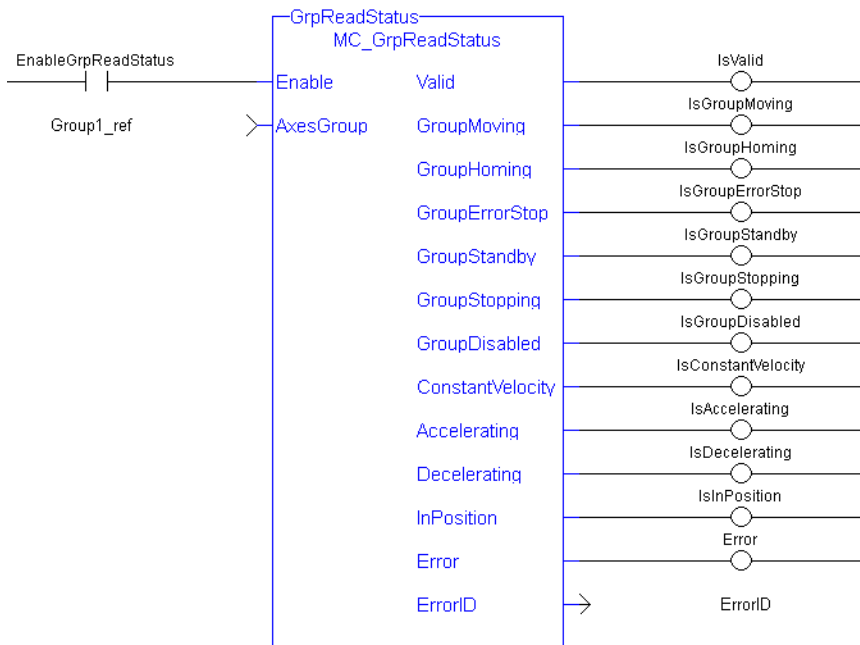 GrpReadStatus
MC_GrpReadStatus
EnableGrpReadStatus
Enable
Valid
IsValid
Group1_ref
AxesGroup
GroupMoving
IsGroupMoving
GroupHoming
IsGroupHoming
GroupErrorStop
IsGroupErrorStop
GroupStandby
IsGroupStandby
GroupStopping
IsGroupStopping
GroupDisabled
IsGroupDisabled
ConstantVelocity
IsConstantVelocity
Accelerating
IsAccelerating
Decelerating
IsDecelerating
InPosition
IsInPosition
Error
Error
ErrorID
ErrorID